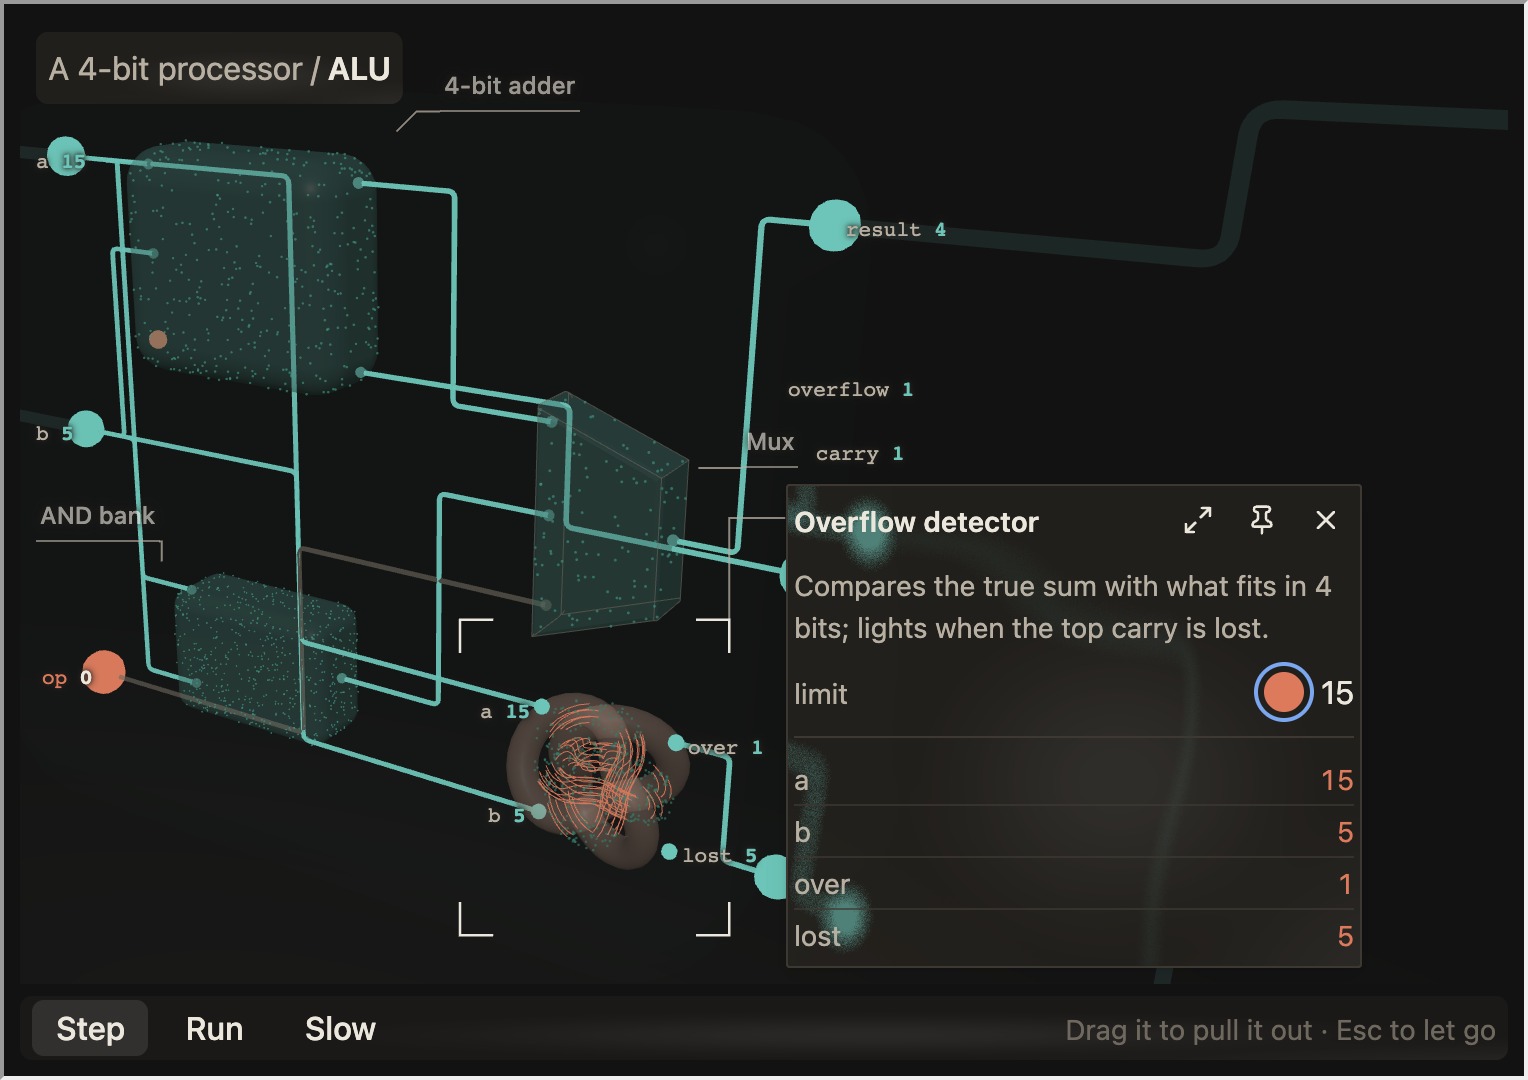 A 4-bit processor / ALU
4-bit adder
a 15
result 4
overflow 1
b 5
Mux
carry 1
AND bank
op 0
a 15
over 1
b 5
lost 5
Overflow detector
Compares the true sum with what fits in 4
bits; lights when the top carry is lost.
limit 15
a 15
b 5
over 1
lost 5
Step Run Slow
Drag it to pull it out · Esc to let go